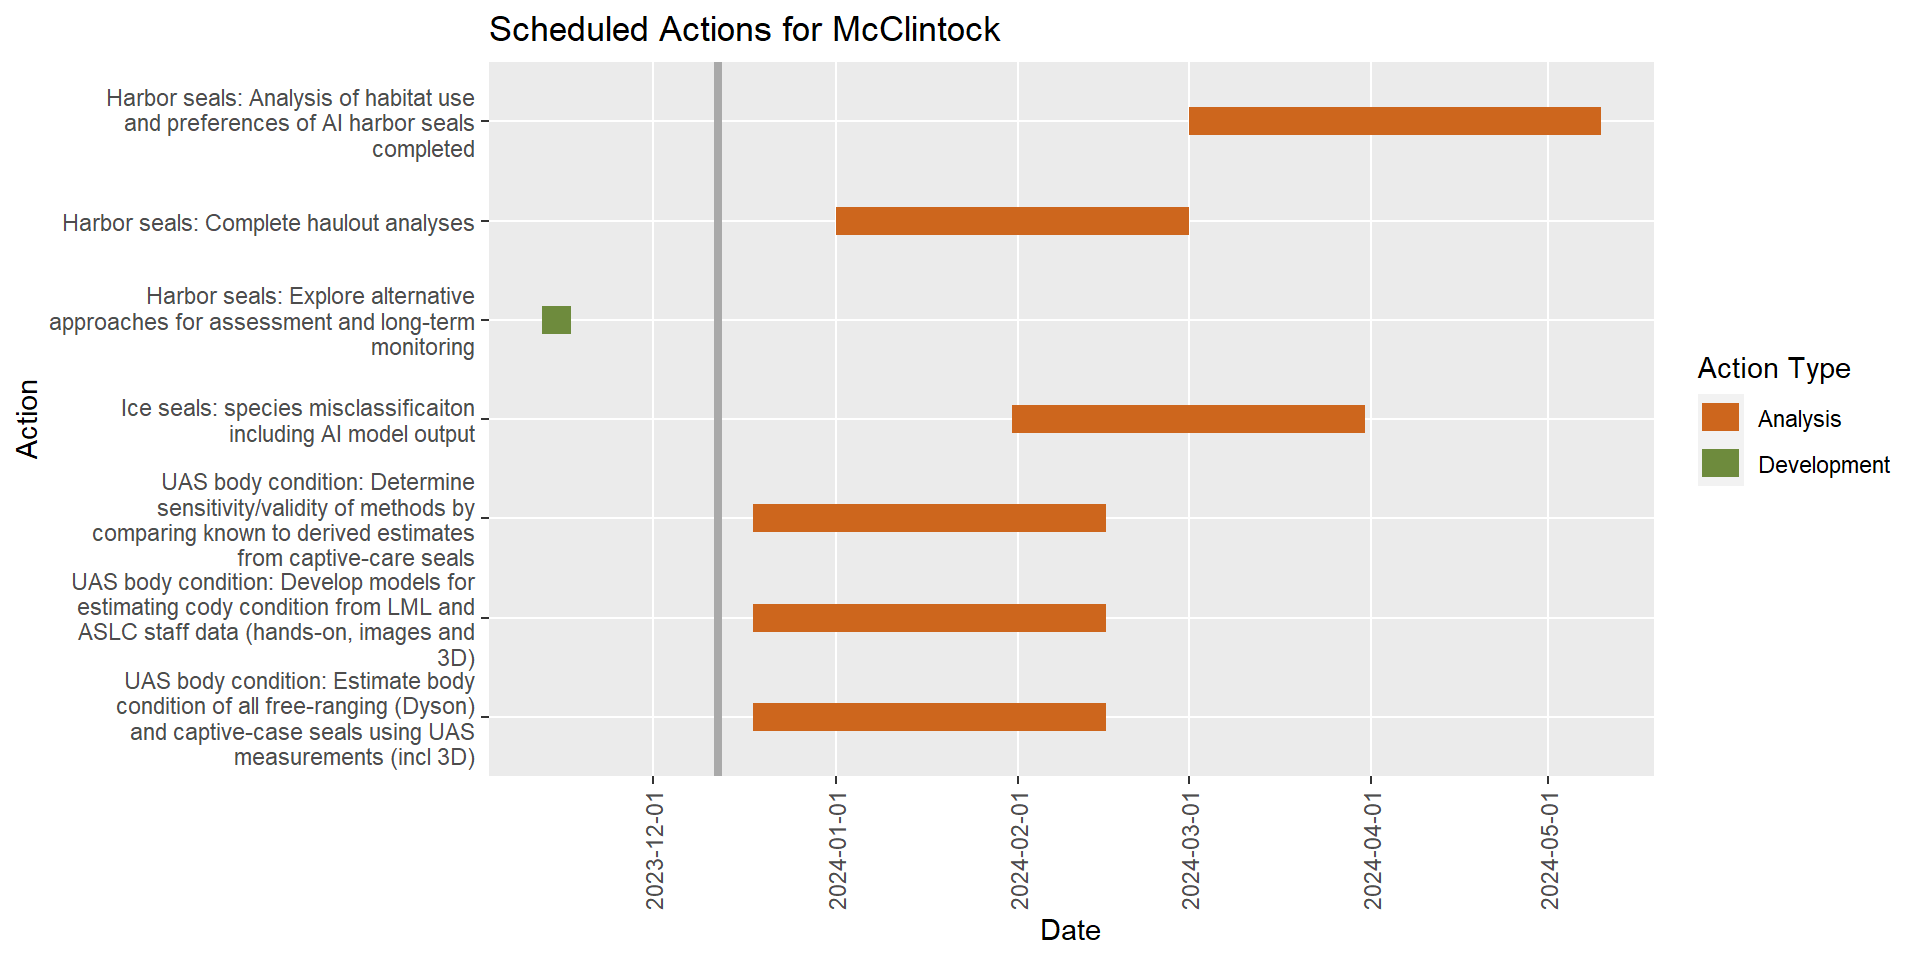 Scheduled Actions for McClintock
Harbor seals: Analysis of habitat use
and preferences of AI harbor seals
completed
Harbor seals: Complete haulout analyses
Harbor seals: Explore alternative
approaches for assessment and long-term
monitoring
Ice seals: species misclassificaiton
including AI model output
UAS body condition: Determine
sensitivity/validity of methods by
comparing known to derived estimates
from captive-care seals
UAS body condition: Develop models for
estimating cody condition from LML and
ASLC staff data (hands-on, images and
3D)
UAS body condition: Estimate body
condition of all free-ranging (Dyson)
and captive-case seals using UAS
measurements (incl 3D)
Action
2023-12-01
2024-01-01
2024-02-01
2024-03-01
2024-04-01
2024-05-01
Date
Action Type
Analysis
Development